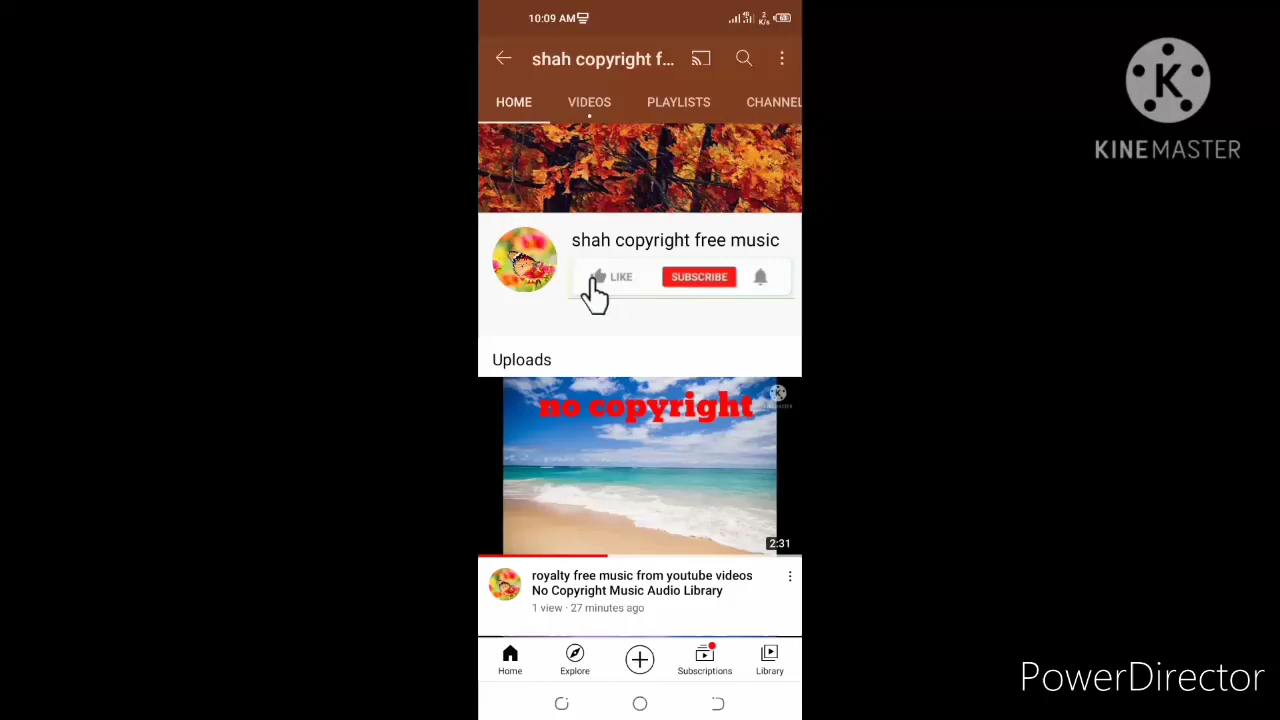 10:09 AM
KINEMASTER
shah copyright f...
HOME VIDEOS PLAYLISTS CHANNEL
shah copyright free music
LIKE SUBSCRIBE
Uploads
no copyright
2:31
royalty free music from youtube videos
No Copyright Music Audio Library
1 view · 27 minutes ago
Home Explore Subscriptions Library
PowerDirector